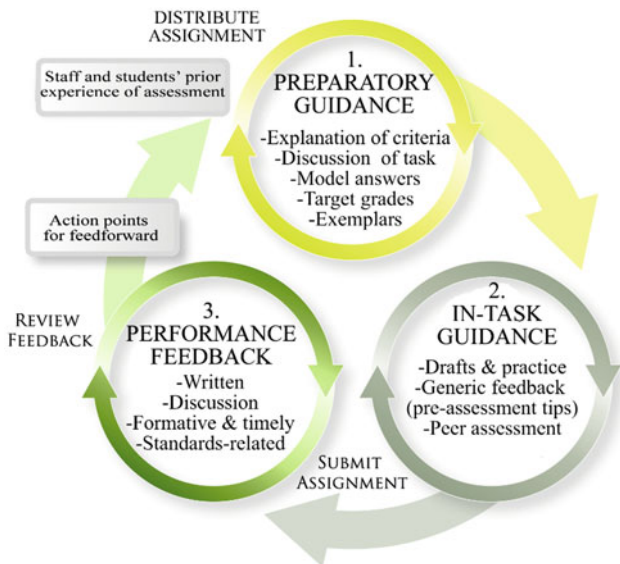 DISTRIBUTE
ASSIGNMENT
Staff and students' prior
experience of assessment
1.
PREPARATORY
GUIDANCE
-Explanation of criteria
-Discussion of task
-Model answers
-Target grades
-Exemplars
Action points
for feedforward
2.
IN-TASK
GUIDANCE
-Drafts & practice
-Generic feedback
(pre-assessment tips)
-Peer assessment
SUBMIT
ASSIGNMENT
3.
PERFORMANCE
FEEDBACK
-Written
-Discussion
-Formative & timely
-Standards-related
REVIEW
FEEDBACK